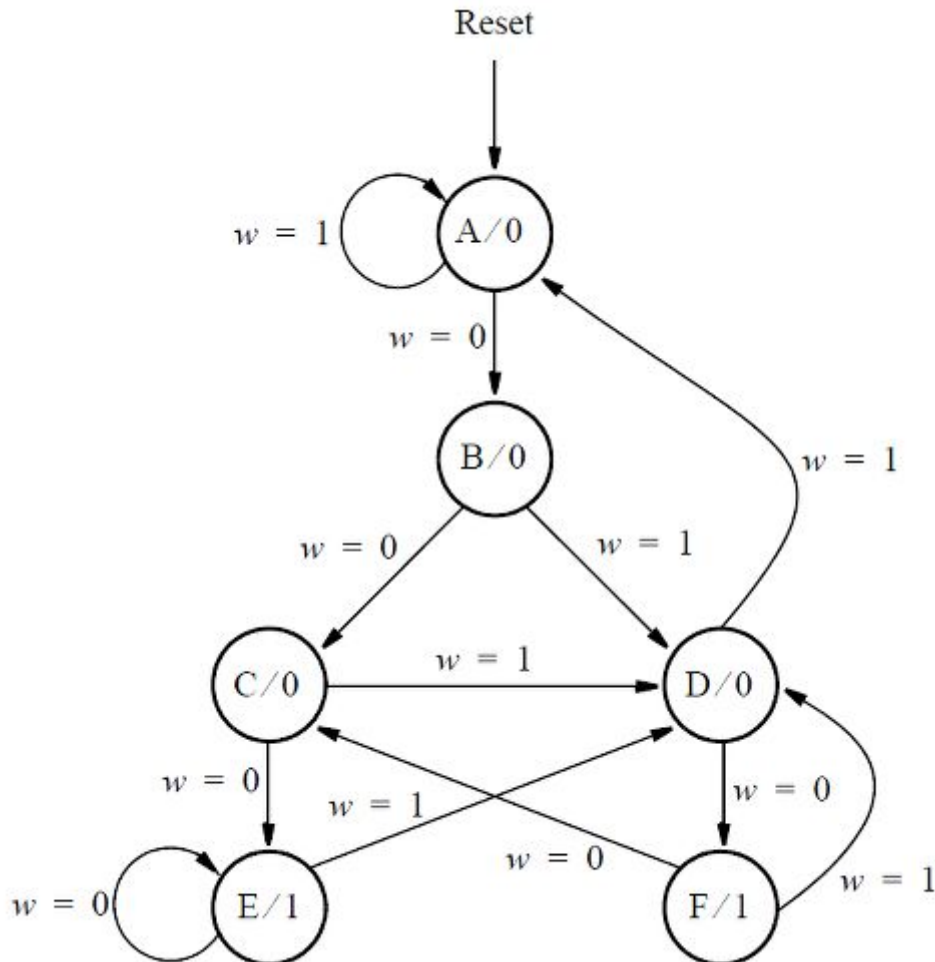 Reset
A/0
w = 1
w = 0
B/0
w = 1
w = 0
w = 1
C/0
w = 1
D/0
w = 0
w = 1
w = 0
w = 0
w = 0
E/1
F/1
w = 1